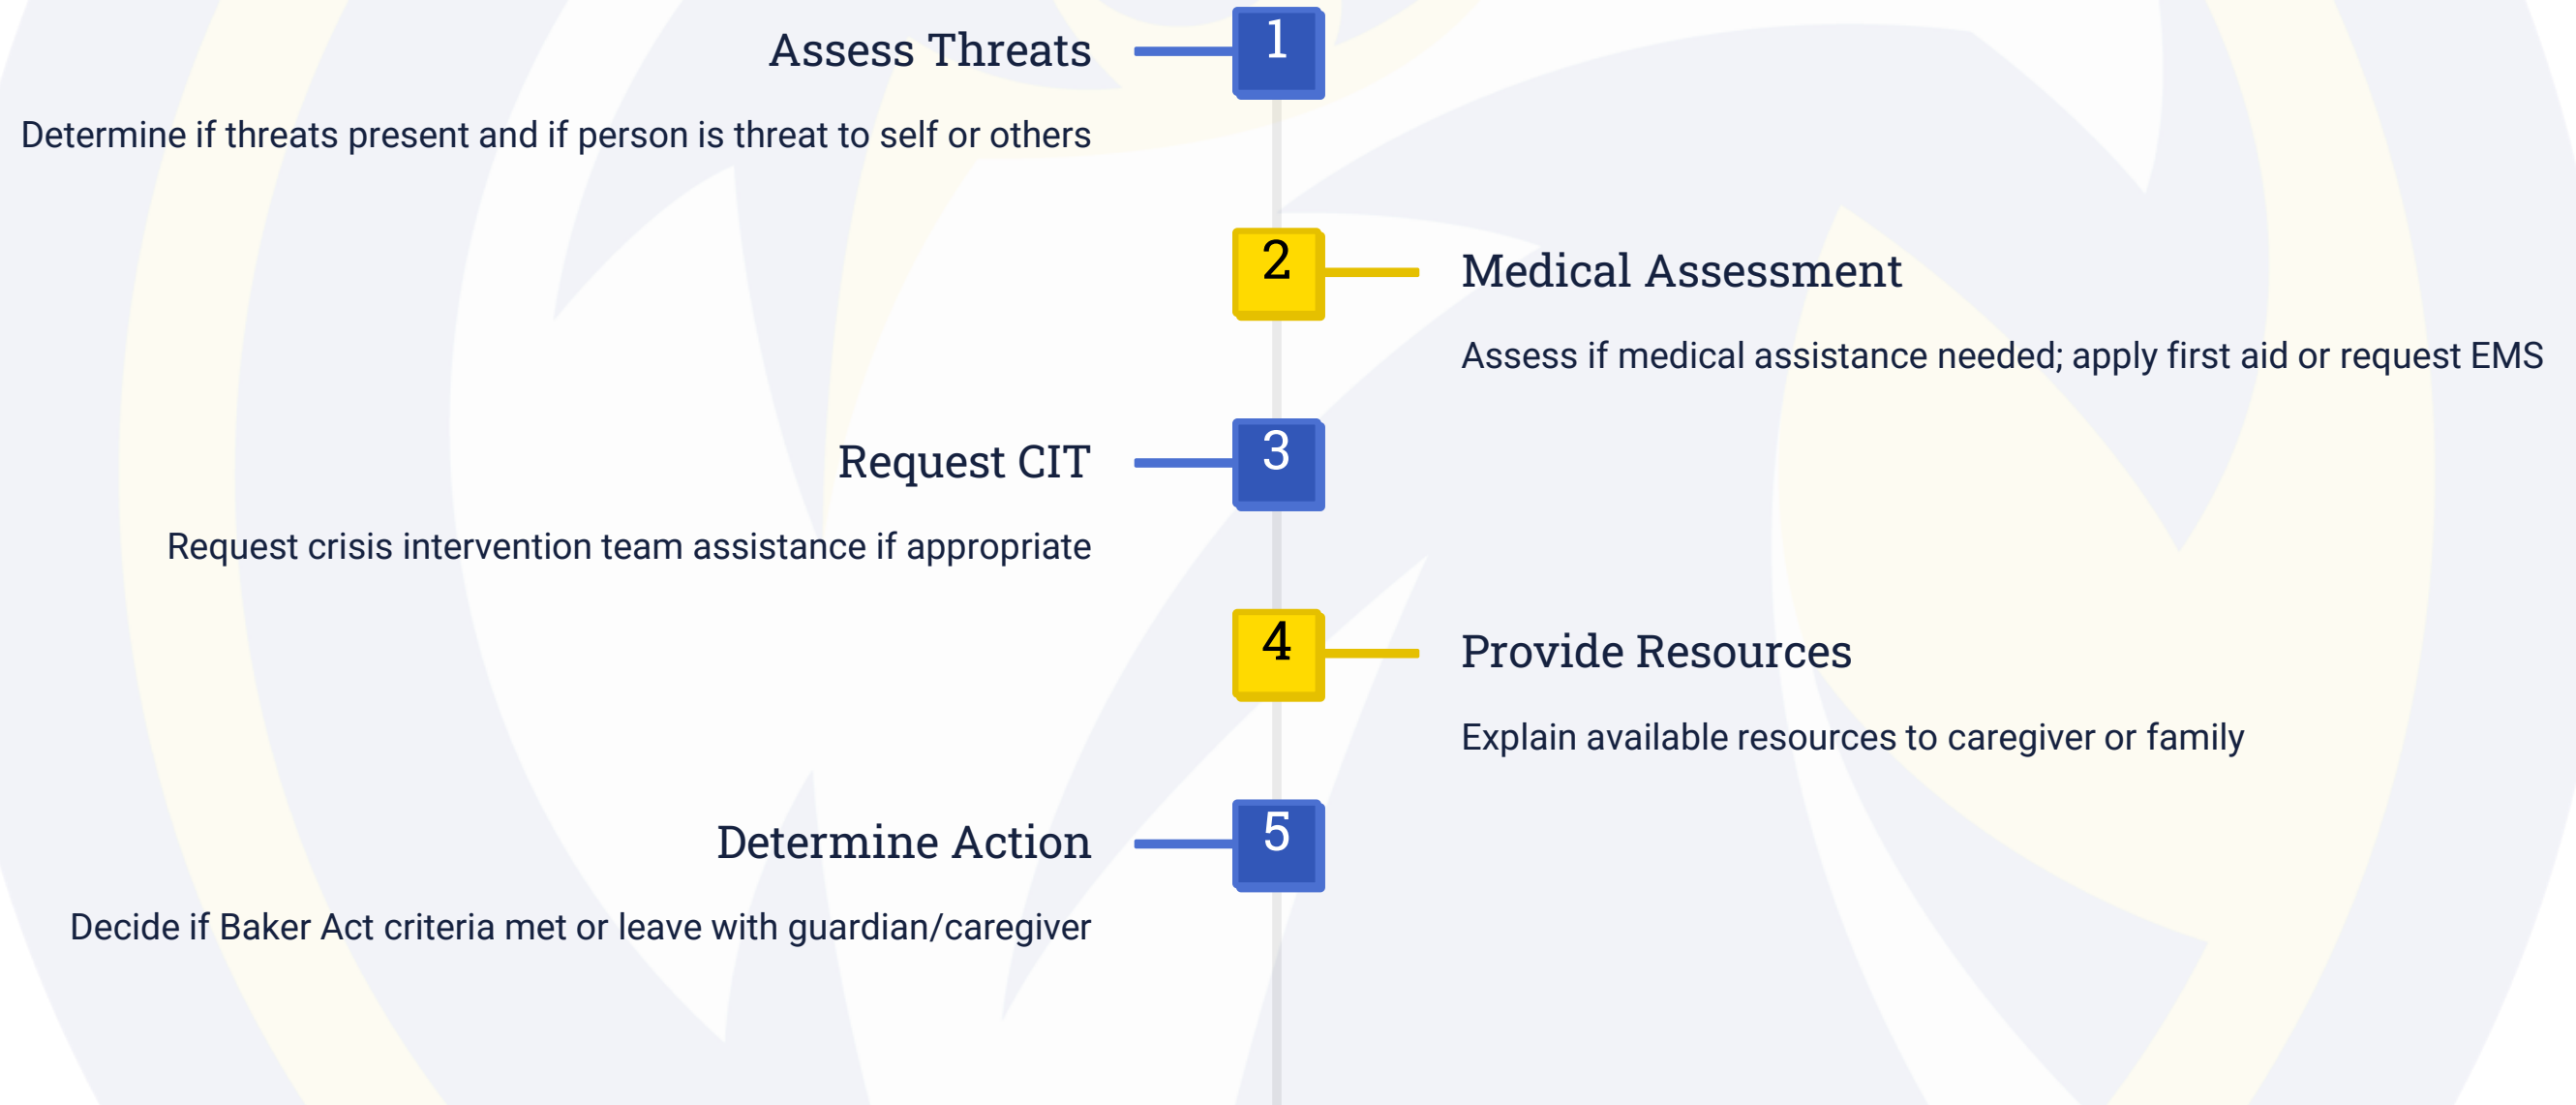 1
Assess Threats
Determine if threats present and if person is threat to self or others
2
Medical Assessment
Assess if medical assistance needed; apply first aid or request EMS
3
Request CIT
Request crisis intervention team assistance if appropriate
4
Provide Resources
Explain available resources to caregiver or family
5
Determine Action
Decide if Baker Act criteria met or leave with guardian/caregiver